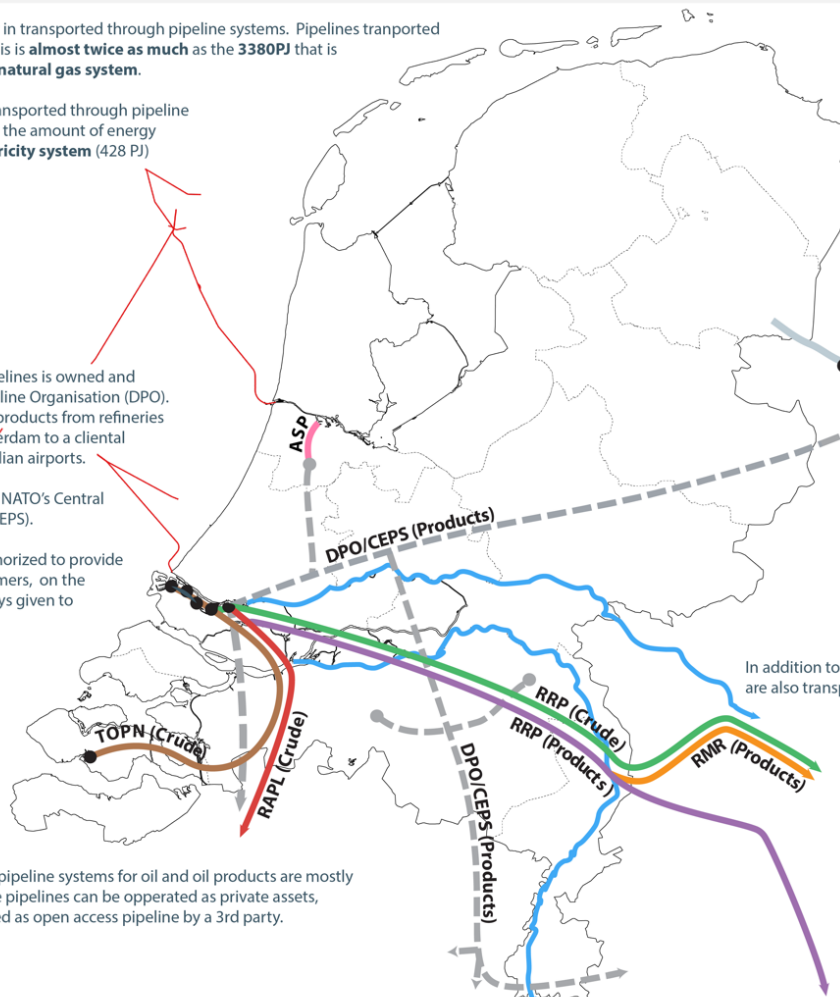 in transported through pipeline systems.  Pipelines tranported
is is almost twice as much as the 3380PJ that is
natural gas system.
ansported through pipeline
the amount of energy
ricity system (428 PJ)
elines is owned and
line Organisation (DPO).
products from refineries
erdam to a cliental
lian airports.
NATO's Central
EPS).
horized to provide
mers,  on the
ys given to
ASP
DPO/CEPS (Products)
In addition to
are also transp
RRP (Crude)
RRP (Products)
RMR (Products)
TOPN (Crude)
RAPL (Crude)
DPO/CEPS (Products)
pipeline systems for oil and oil products are mostly
e pipelines can be opperated as private assets,
ed as open access pipeline by a 3rd party.